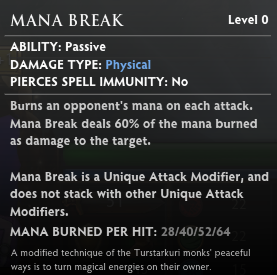 MANA BREAK Level 0
ABILITY: Passive
DAMAGE TYPE: Physical
PIERCES SPELL IMMUNITY: No
Burns an opponent's mana on each attack.
Mana Break deals 60% of the mana burned
as damage to the target.
Mana Break is a Unique Attack Modifier, and
does not stack with other Unique Attack
Modifiers.
MANA BURNED PER HIT: 28/40/52/64
A modified technique of the Turstarkuri monks' peaceful
ways is to turn magical energies on their owner.